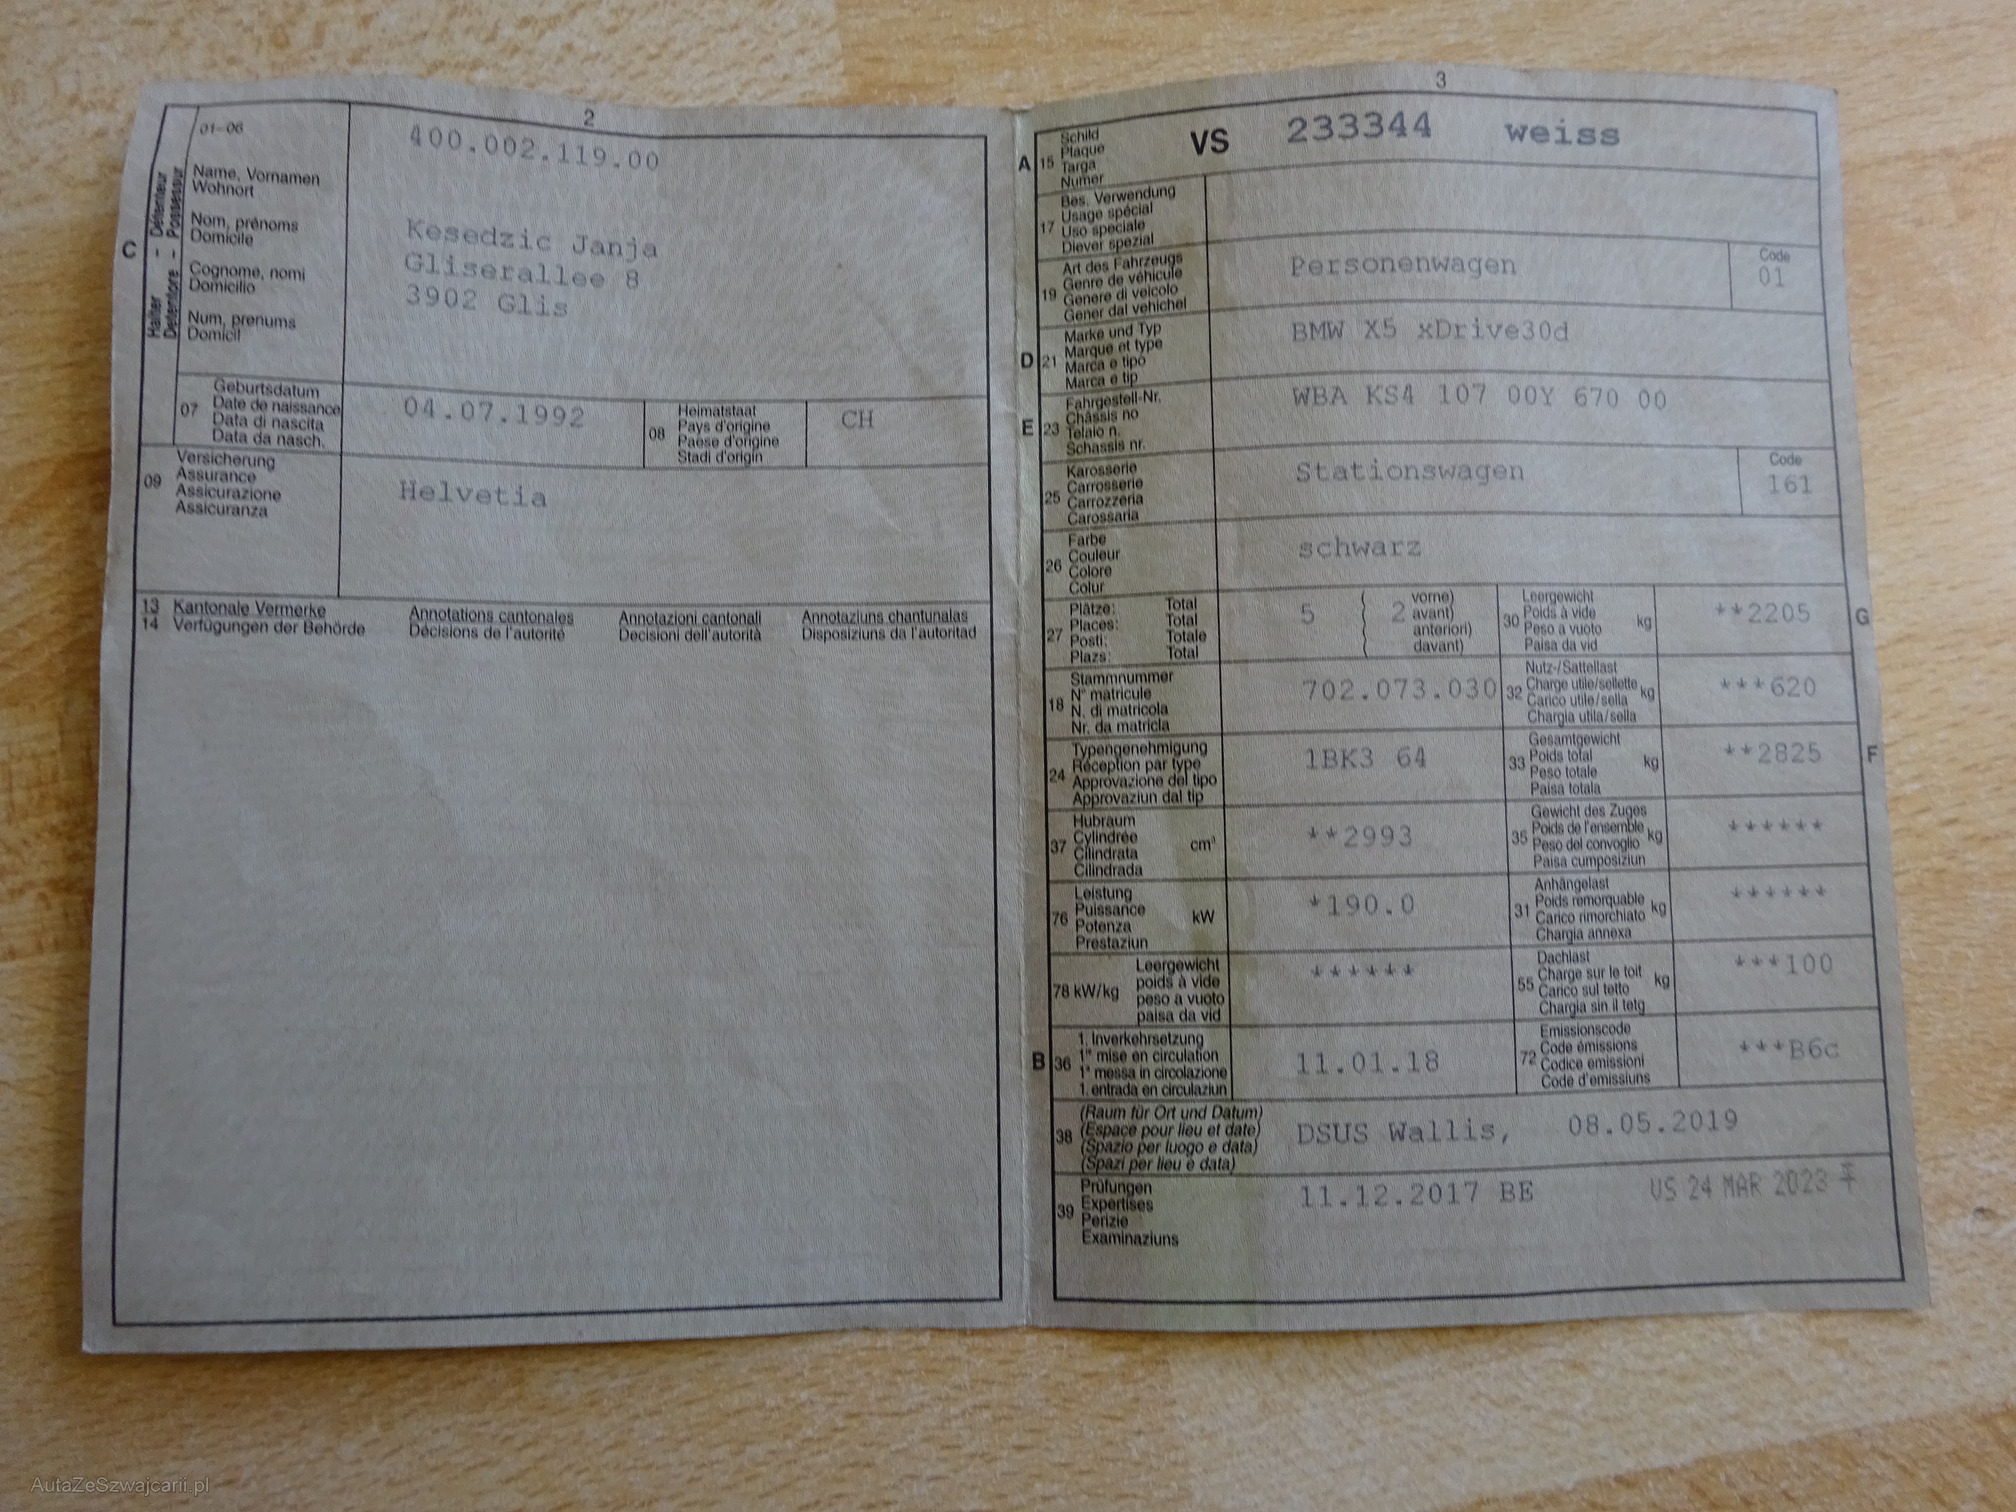 2
01-06
400.002.119.00
C
Halter - Détenteur
Detentore - Possessur
Name, Vornamen
Wohnort
Nom, prénoms
Domicile
Cognome, nomi
Domicilio
Num, prenums
Domicil
Kesedzic Janja
Gliserallee 8
3902 Glis
07
Geburtsdatum
Date de naissance
Data di nascita
Data da nasch.
04.07.1992
08
Heimatstaat
Pays d'origine
Paese d'origine
Stadi d'origin
CH
09
Versicherung
Assurance
Assicurazione
Assicuranza
Helvetia
13 Kantonale Vermerke Annotations cantonales Annotazioni cantonali Annotaziuns chantunalas
14 Verfügungen der Behörde Décisions de l'autorité Decisioni dell'autorità Disposiziuns da l'autoritad
3
A
15
Schild
Plaque
Targa
Numer
VS 233344 weiss
17
Bes. Verwendung
Usage spécial
Uso speciale
Diever spezial
19
Art des Fahrzeugs
Genre de véhicule
Genere di veicolo
Gener dal vehichel
Personenwagen
Code
01
D
21
Marke und Typ
Marque et type
Marca e tipo
Marca e tip
BMW X5 xDrive30d
E
23
Fahrgestell-Nr.
Châssis no
Telaio n.
Schassis nr.
WBA KS4 107 00Y 670 00
25
Karosserie
Carrosserie
Carrozzeria
Carossaria
Stationswagen
Code
161
26
Farbe
Couleur
Colore
Colur
schwarz
27
Plätze: Total
Places: Total
Posti: Totale
Plazs: Total
5
2
vorne)
avant)
anteriori)
davant)
30
Leergewicht
Poids à vide
Peso a vuoto
Paisa da vid
kg
**2205
G
18
Stammnummer
N° matricule
N. di matricola
Nr. da matricla
702.073.030
32
Nutz-/Sattellast
Charge utile/sellette
Carico utile/sella
Chargia utila/sella
kg
***620
24
Typengenehmigung
Réception par type
Approvazione del tipo
Approvaziun dal tip
1BK3 64
33
Gesamtgewicht
Poids total
Peso totale
Paisa totala
kg
**2825
F
37
Hubraum
Cylindrée
Cilindrata
Cilindrada
cm³
**2993
35
Gewicht des Zuges
Poids de l'ensemble
Peso del convoglio
Paisa cumposiziun
kg
******
76
Leistung
Puissance
Potenza
Prestaziun
kW
*190.0
31
Anhängelast
Poids remorquable
Carico rimorchiato
Chargia annexa
kg
******
78 kW/kg
Leergewicht
poids à vide
peso a vuoto
paisa da vid
******
55
Dachlast
Charge sur le toit
Carico sul tetto
Chargia sin il tetg
kg
***100
B
36
1. Inverkehrsetzung
1re mise en circulation
1a messa in circolazione
1. entrada en circulaziun
11.01.18
72
Emissionscode
Code émissions
Codice emissioni
Code d'emissiuns
***B6c
38
(Raum für Ort und Datum)
(Espace pour lieu et date)
(Spazio per luogo e data)
(Spazi per lieu e data)
DSUS Wallis, 08.05.2019
39
Prüfungen
Expertises
Perizie
Examinaziuns
11.12.2017 BE
US 24 MAR 2023
AutaZeSzwajcarii.pl